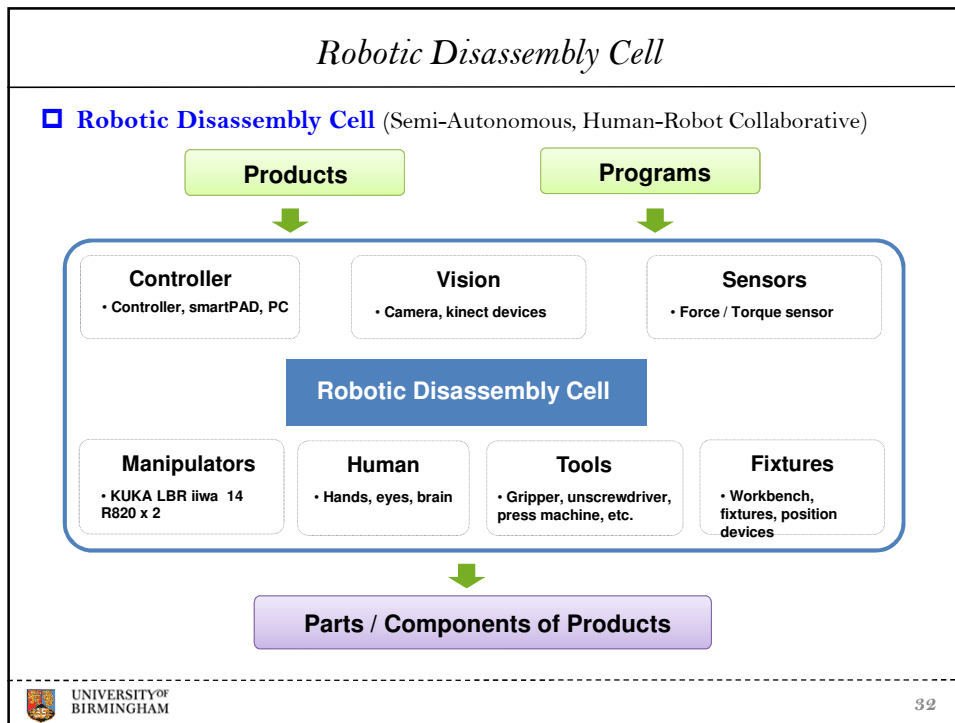 Robotic Disassembly Cell
Robotic Disassembly Cell (Semi-Autonomous, Human-Robot Collaborative)
Products
Programs
Controller
• Controller, smartPAD, PC
Vision
• Camera, kinect devices
Sensors
• Force / Torque sensor
Robotic Disassembly Cell
Manipulators
• KUKA LBR iiwa 14
R820 x 2
Human
• Hands, eyes, brain
Tools
• Gripper, unscrewdriver,
press machine, etc.
Fixtures
• Workbench,
fixtures, position
devices
Parts / Components of Products
UNIVERSITY OF
BIRMINGHAM
32